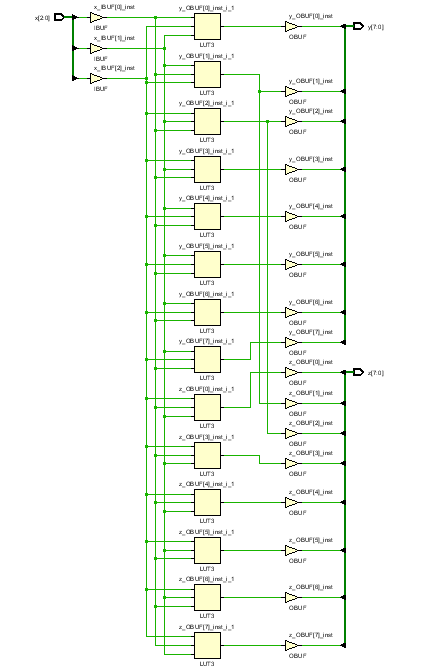 x[2:0]
x_IBUF[0]_inst
IBUF
x_IBUF[1]_inst
IBUF
x_IBUF[2]_inst
IBUF
y_OBUF[0]_inst_i_1
LUT3
y_OBUF[1]_inst_i_1
LUT3
y_OBUF[2]_inst_i_1
LUT3
y_OBUF[3]_inst_i_1
LUT3
y_OBUF[4]_inst_i_1
LUT3
y_OBUF[5]_inst_i_1
LUT3
y_OBUF[6]_inst_i_1
LUT3
y_OBUF[7]_inst_i_1
LUT3
z_OBUF[0]_inst_i_1
LUT3
z_OBUF[3]_inst_i_1
LUT3
z_OBUF[4]_inst_i_1
LUT3
z_OBUF[5]_inst_i_1
LUT3
z_OBUF[6]_inst_i_1
LUT3
z_OBUF[7]_inst_i_1
LUT3
y_OBUF[0]_inst
OBUF
y_OBUF[1]_inst
OBUF
y_OBUF[2]_inst
OBUF
y_OBUF[3]_inst
OBUF
y_OBUF[4]_inst
OBUF
y_OBUF[5]_inst
OBUF
y_OBUF[6]_inst
OBUF
y_OBUF[7]_inst
OBUF
z_OBUF[0]_inst
OBUF
z_OBUF[1]_inst
OBUF
z_OBUF[2]_inst
OBUF
z_OBUF[3]_inst
OBUF
z_OBUF[4]_inst
OBUF
z_OBUF[5]_inst
OBUF
z_OBUF[6]_inst
OBUF
z_OBUF[7]_inst
OBUF
y[7:0]
z[7:0]